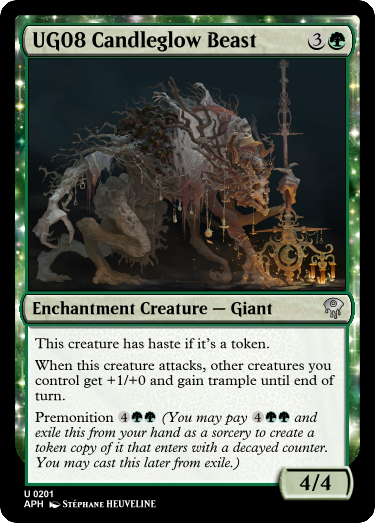 UG08 Candleglow Beast 3
Enchantment Creature — Giant
This creature has haste if it's a token.
When this creature attacks, other creatures you
control get +1/+0 and gain trample until end of
turn.
Premonition 4 (You may pay 4 and
exile this from your hand as a sorcery to create a
token copy of it that enters with a decayed counter.
You may cast this later from exile.)
4/4
U 0201
APH Stéphane HEUVELINE